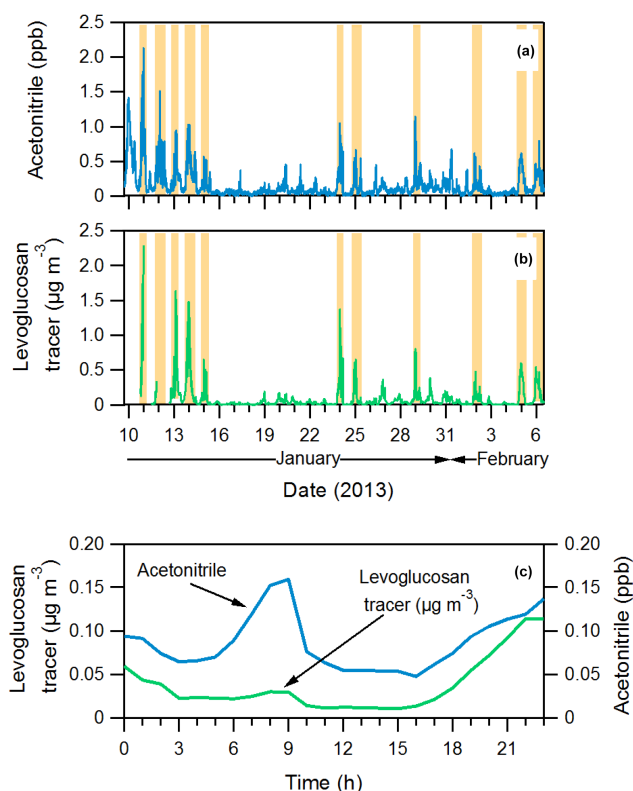 2.5
2.0
1.5
1.0
0.5
0.0
Acetonitrile (ppb)
(a)
2.5
2.0
1.5
1.0
0.5
0.0
Levoglucosan
tracer (µg m-3)
(b)
10 13 14 19 22 25 29 31 3 6
January February
Date (2013)
0.20
0.15
0.10
0.05
0
Levoglucosan
tracer (µg m-3)
Acetonitrile
Levoglucosan
tracer (µg m-3)
(c)
0.20
0.15
0.10
0.05
0
Acetonitrile (ppb)
0 3 6 9 12 15 18 21
Time (h)